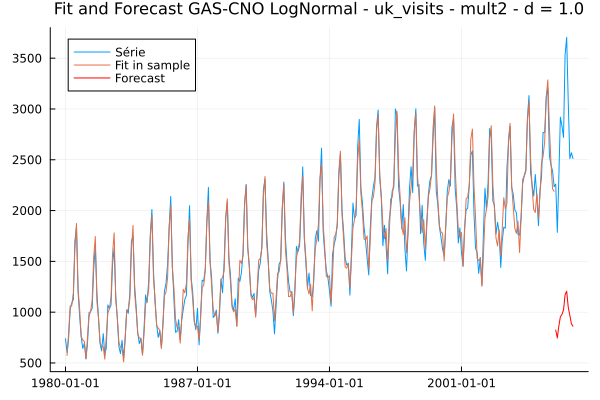 Fit and Forecast GAS-CNO LogNormal - uk_visits - mult2 - d = 1.0
Série
Fit in sample
Forecast
3500
3000
2500
2000
1500
1000
500
1980-01-01 1987-01-01 1994-01-01 2001-01-01